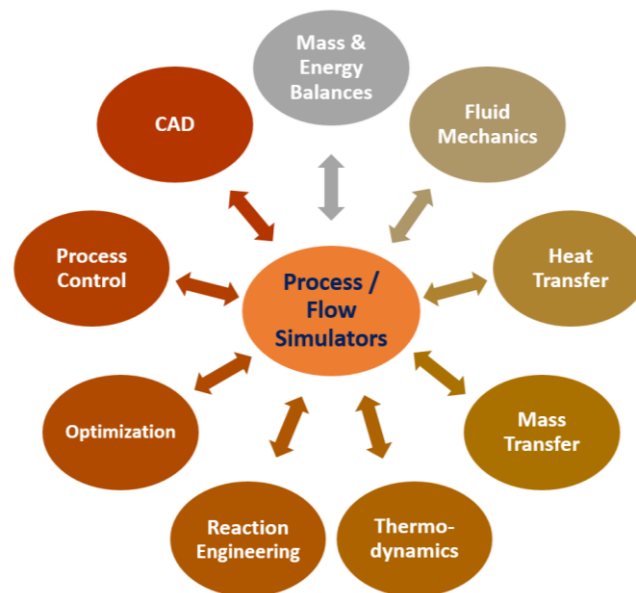 Mass &
Energy
Balances
Fluid
Mechanics
Heat
Transfer
Mass
Transfer
Thermo-
dynamics
Reaction
Engineering
Optimization
Process
Control
CAD
Process /
Flow
Simulators